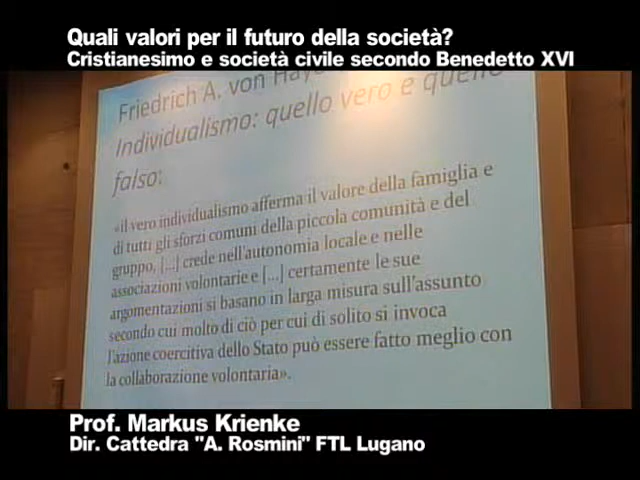 Quali valori per il futuro della società?
Cristianesimo e società civile secondo Benedetto XVI
Friedrich A. von
Individualismo: quello vero e quello
falso:
«il vero individualismo afferma il valore della famiglia e
di tutti gli sforzi comuni della piccola comunità e del
gruppo, [...] crede nell'autonomia locale e nelle
associazioni volontarie e [...] certamente le sue
argomentazioni si basano in larga misura sull'assunto
secondo cui molto di ciò per cui di solito si invoca
l'azione coercitiva dello Stato può essere fatto meglio con
la collaborazione volontaria».
Prof. Markus Krienke
Dir. Cattedra "A. Rosmini" FTL Lugano